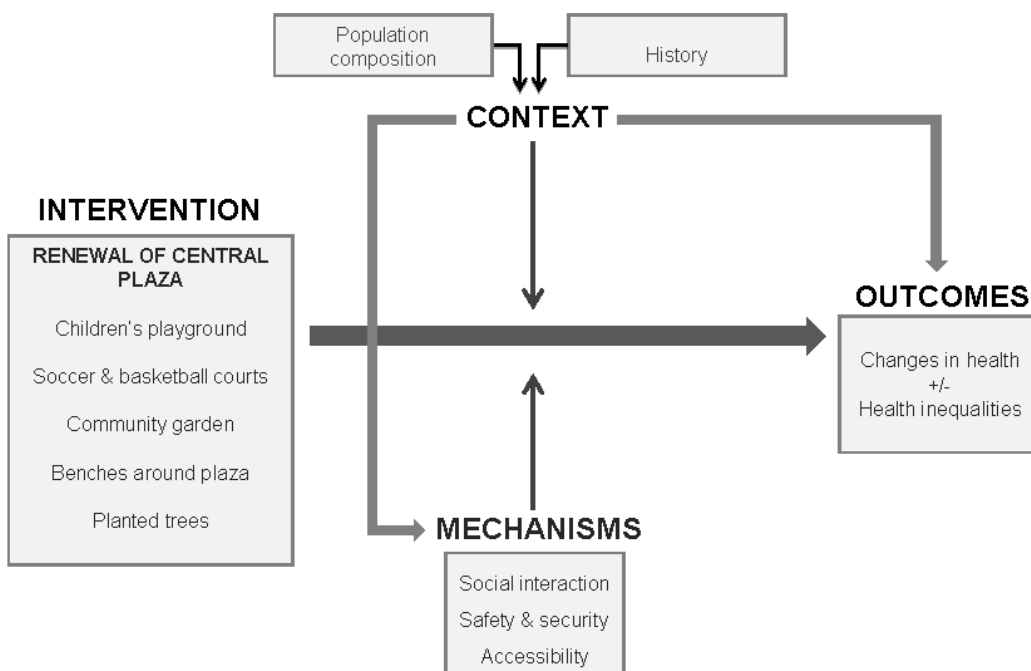 Population
composition
History
CONTEXT
INTERVENTION
RENEWAL OF CENTRAL
PLAZA
Children's playground
Soccer & basketball courts
Community garden
Benches around plaza
Planted trees
OUTCOMES
Changes in health
+/-
Health inequalities
MECHANISMS
Social interaction
Safety & security
Accessibility